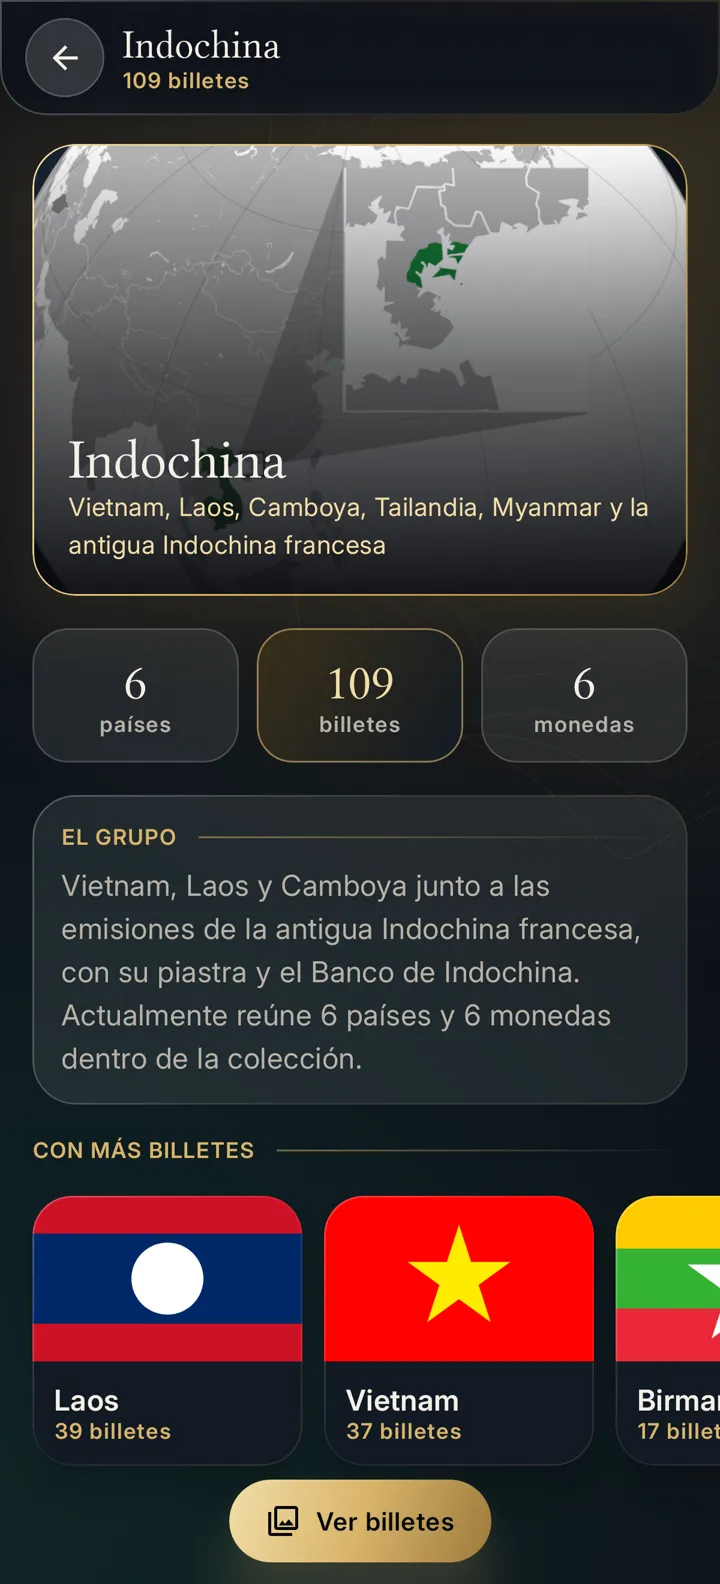 Indochina
109 billetes
Indochina
Vietnam, Laos, Camboya, Tailandia, Myanmar y la
antigua Indochina francesa
6
países
109
billetes
6
monedas
EL GRUPO
Vietnam, Laos y Camboya junto a las
emisiones de la antigua Indochina francesa,
con su piastra y el Banco de Indochina.
Actualmente reúne 6 países y 6 monedas
dentro de la colección.
CON MÁS BILLETES
Laos
39 billetes
Vietnam
37 billetes
Birma
17 billet
Ver billetes